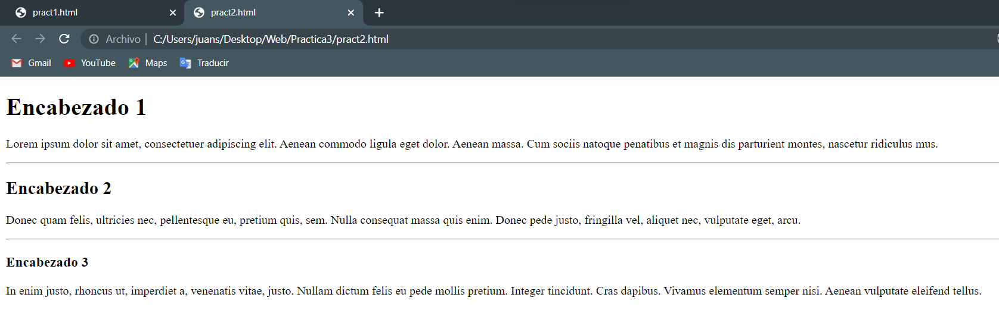 pract1.html
pract2.html
Archivo | C:/Users/juans/Desktop/Web/Practica3/pract2.html
Gmail YouTube Maps Traducir
Encabezado 1
Lorem ipsum dolor sit amet, consectetuer adipiscing elit. Aenean commodo ligula eget dolor. Aenean massa. Cum sociis natoque penatibus et magnis dis parturient montes, nascetur ridiculus mus.
Encabezado 2
Donec quam felis, ultricies nec, pellentesque eu, pretium quis, sem. Nulla consequat massa quis enim. Donec pede justo, fringilla vel, aliquet nec, vulputate eget, arcu.
Encabezado 3
In enim justo, rhoncus ut, imperdiet a, venenatis vitae, justo. Nullam dictum felis eu pede mollis pretium. Integer tincidunt. Cras dapibus. Vivamus elementum semper nisi. Aenean vulputate eleifend tellus.